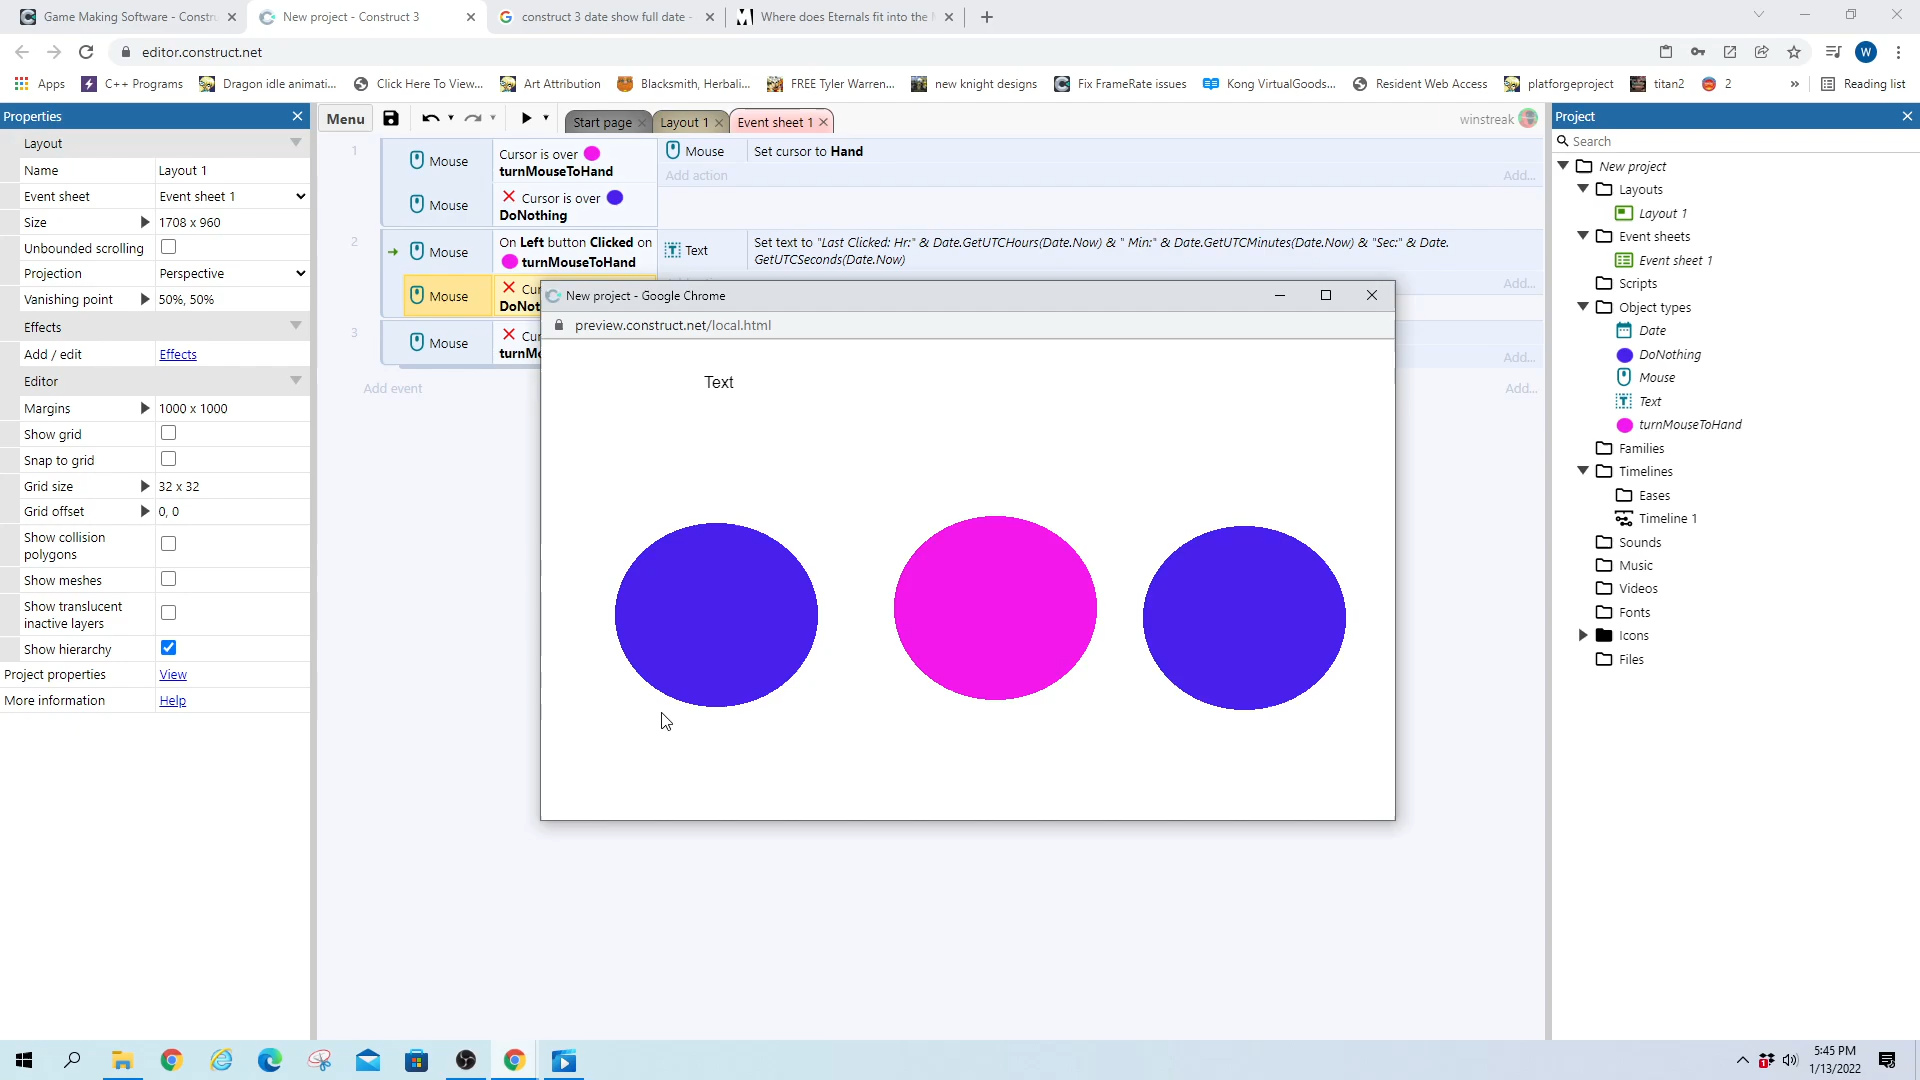 Game Making Software - Constru
New project - Construct 3
construct 3 date show full date -
Where does Eternals fit into the
editor.construct.net
W
Apps
C++ Programs
Dragon idle animati...
Click Here To View...
Art Attribution
Blacksmith, Herbali...
FREE Tyler Warren...
new knight designs
Fix FrameRate issues
Kong VirtualGoods...
Resident Web Access
platforgeproject
titan2
2
»
Reading list
Properties
Layout
Name
Layout 1
Event sheet
Event sheet 1
Size
1708 x 960
Unbounded scrolling
Projection
Perspective
Vanishing point
50%, 50%
Effects
Add / edit
Effects
Editor
Margins
1000 x 1000
Show grid
Snap to grid
Grid size
32 x 32
Grid offset
0, 0
Show collision
polygons
Show meshes
Show translucent
inactive layers
Show hierarchy
Project properties
View
More information
Help
Menu
Start page
Layout 1
Event sheet 1
winstreak
1
Mouse
Cursor is over
turnMouseToHand
Mouse
Set cursor to Hand
Add action
Add...
Mouse
Cursor is over
DoNothing
2
Mouse
On Left button Clicked on
turnMouseToHand
Text
Set text to "Last Clicked: Hr:" & Date.GetUTCHours(Date.Now) & " Min:" & Date.GetUTCMinutes(Date.Now) & "Sec:" & Date.
GetUTCSeconds(Date.Now)
Add...
Mouse
Cur
DoNot
3
Mouse
Cur
turnMo
Add...
Add event
Add...
New project - Google Chrome
preview.construct.net/local.html
Text
Project
Search
New project
Layouts
Layout 1
Event sheets
Event sheet 1
Scripts
Object types
Date
DoNothing
Mouse
Text
turnMouseToHand
Families
Timelines
Eases
Timeline 1
Sounds
Music
Videos
Fonts
Icons
Files
5:45 PM
1/13/2022